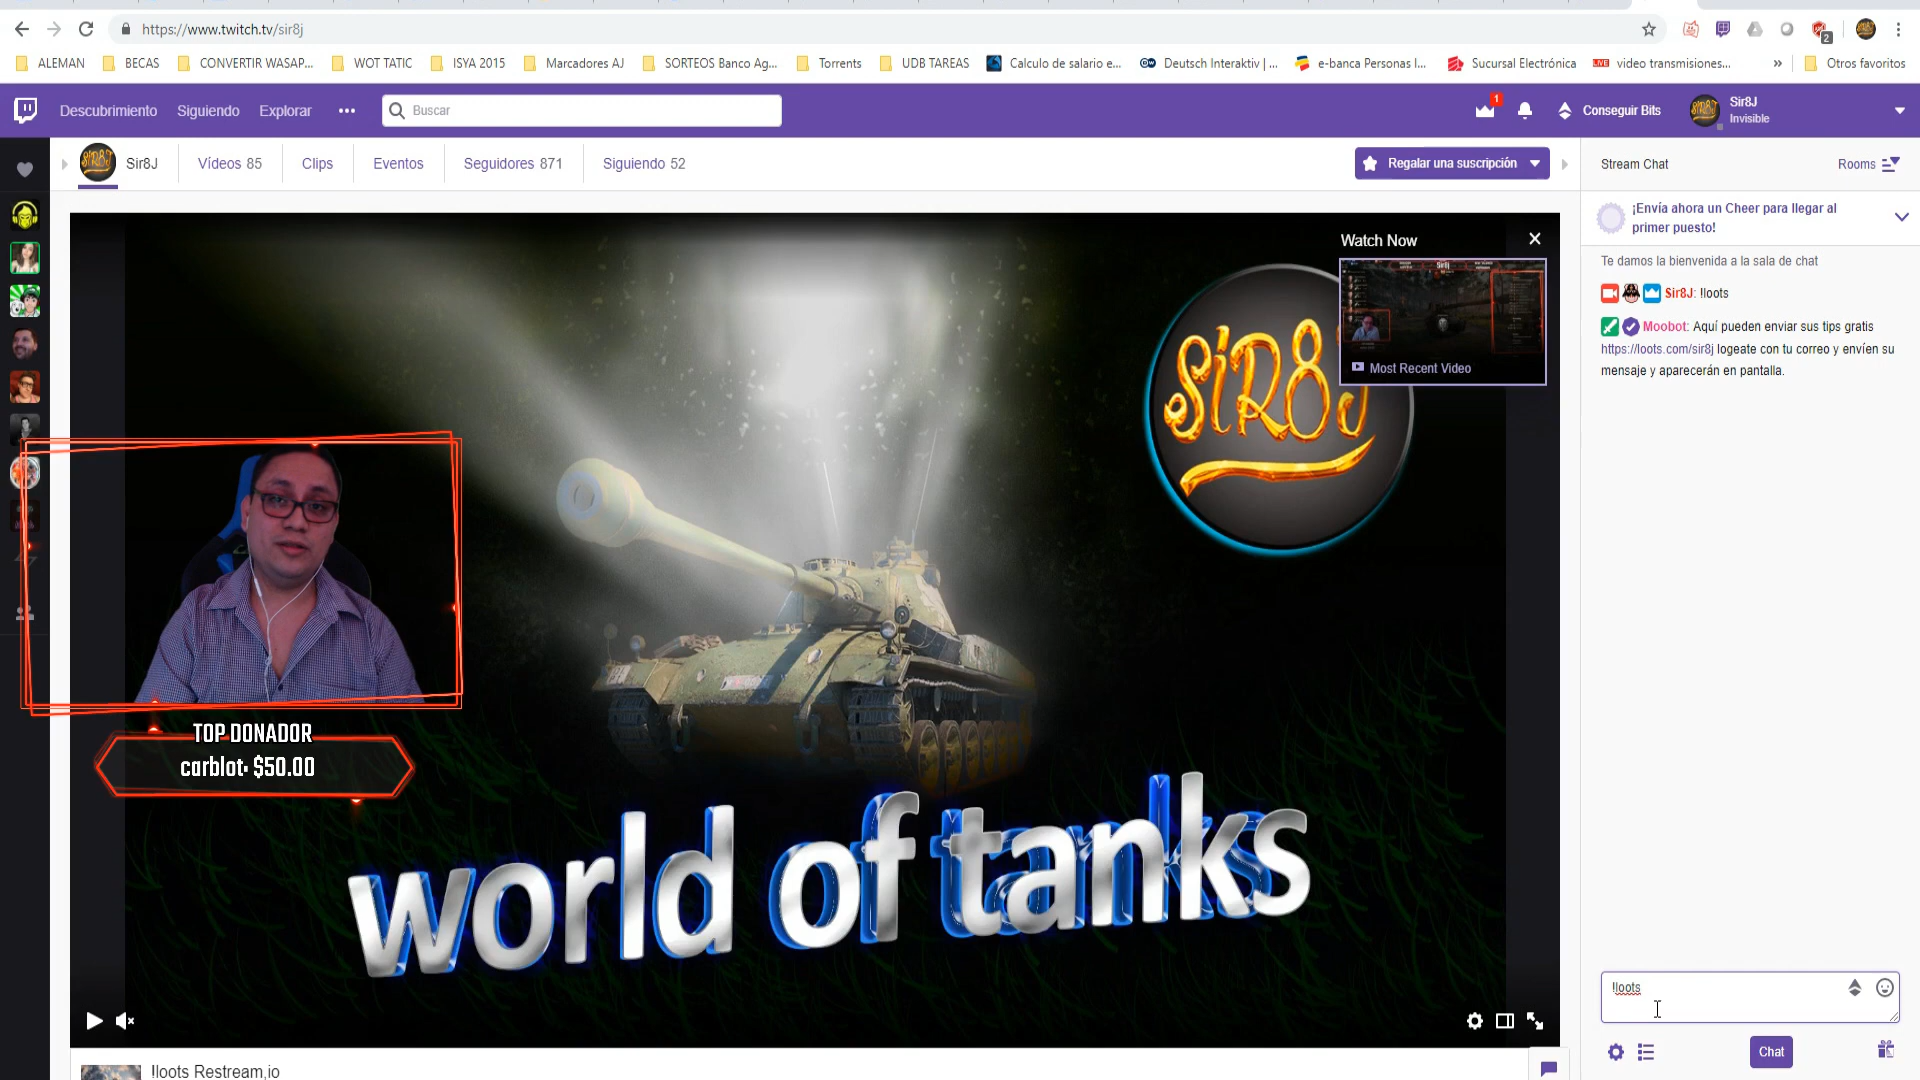 https://www.twitch.tv/sir8j
2
ALEMAN
BECAS
CONVERTIR WASAP...
WOT TATIC
ISYA 2015
Marcadores AJ
SORTEOS Banco Ag...
Torrents
UDB TAREAS
Calculo de salario e...
Deutsch Interaktiv | ...
e-banca Personas I...
Sucursal Electrónica
LIVE
video transmisiones...
»
Otros favoritos
Descubrimiento
Siguiendo
Explorar
Buscar
1
Conseguir Bits
Sir8J
Invisible
Sir8J
Vídeos 85
Clips
Eventos
Seguidores 871
Siguiendo 52
Regalar una suscripción
Stream Chat
Rooms
¡Envía ahora un Cheer para llegar al
primer puesto!
Te damos la bienvenida a la sala de chat
Sir8J: !loots
Moobot: Aquí pueden enviar sus tips gratis
https://loots.com/sir8j logeate con tu correo y envíen su
mensaje y aparecerán en pantalla.
Watch Now
Most Recent Video
SiR8J
TOP DONADOR
carblot: $50.00
world of tanks
!loots
Chat
!loots Restream,io